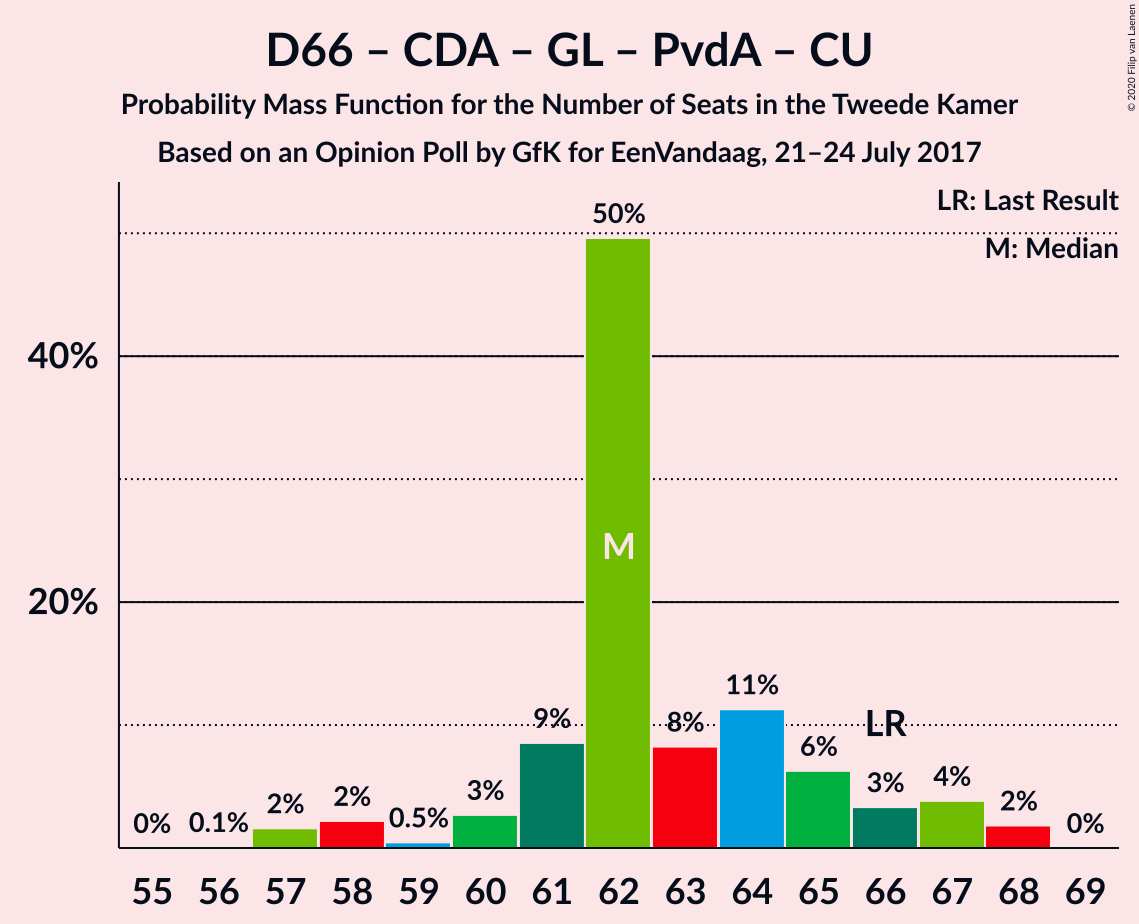 D66 – CDA – GL – PvdA – CU
Probability Mass Function for the Number of Seats in the Tweede Kamer
Based on an Opinion Poll by GfK for EenVandaag, 21–24 July 2017
© 2020 Filip van Laenen
LR: Last Result
M: Median
40%
20%
0%
0.1%
2%
2%
0.5%
3%
9%
50%
M
8%
11%
6%
LR
3%
4%
2%
0%
55 56 57 58 59 60 61 62 63 64 65 66 67 68 69